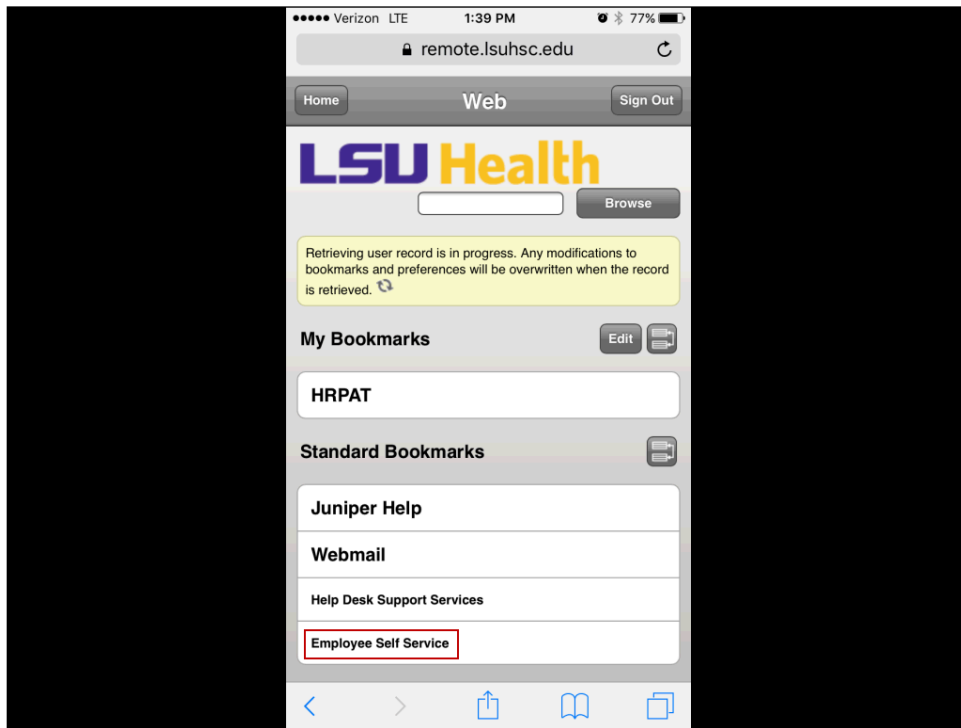 Verizon LTE 1:39 PM 77%
remote.lsuhsc.edu
Home Web Sign Out
LSU Health
Browse
Retrieving user record is in progress. Any modifications to
bookmarks and preferences will be overwritten when the record
is retrieved.
My Bookmarks Edit
HRPAT
Standard Bookmarks
Juniper Help
Webmail
Help Desk Support Services
Employee Self Service